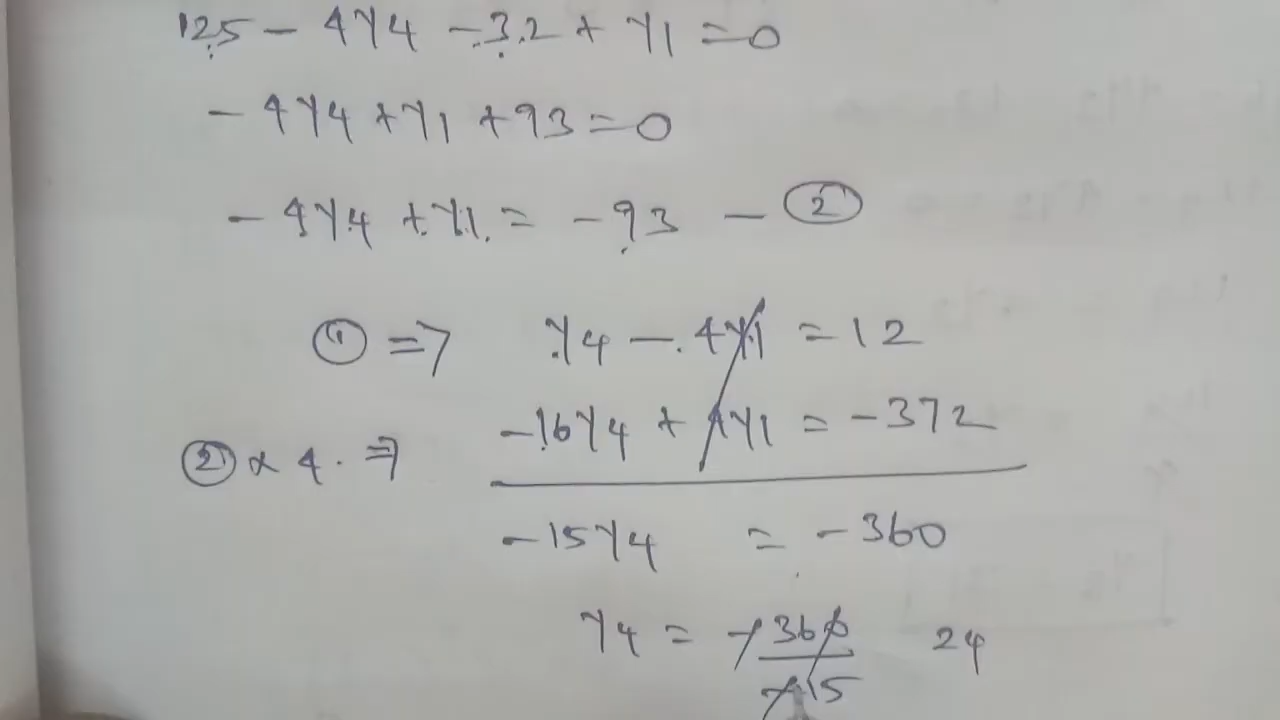 125 - 4Y4 - 32 + Y1 = 0
- 4Y4 + Y1 + 93 = 0
- 4Y4 + Y1 = - 93 - ②
① => Y4 - 4Y1 = 12
② x 4 => -16Y4 + 4Y1 = -372
-15Y4 = -360
Y4 = -360/-15 24